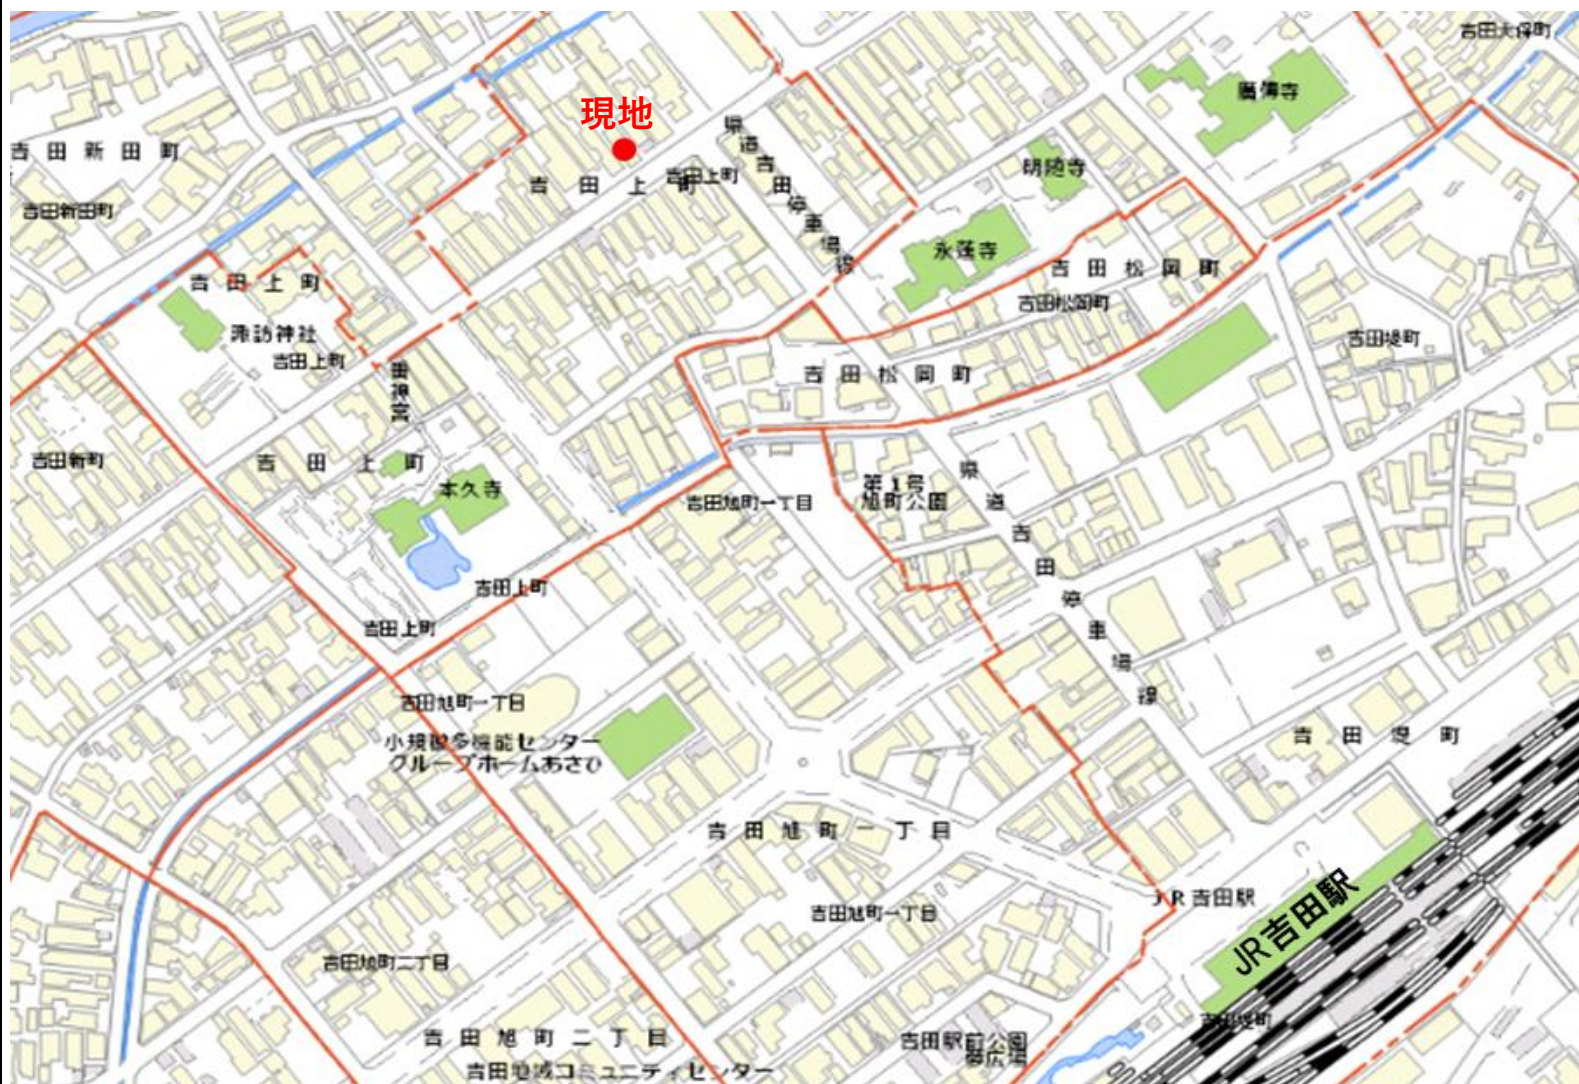 吉田大保町
廣傳寺
現地
県道吉田停車場線
吉田新田町
明随寺
吉田上町
吉田上町
吉田新田町
永蓮寺
吉田松岡町
吉田上町
吉田松岡町
諏訪神社
吉田上町
吉田堤町
雷神宮
吉田松岡町
吉田新町
吉田上町
本久寺
県道吉田停車場線
第1号
旭町公園
吉田旭町一丁目
吉田上町
吉田上町
吉田旭町一丁目
小規模多機能センター
グループホームあさひ
吉田堤町
吉田旭町一丁目
JR吉田駅
JR吉田駅
吉田旭町一丁目
吉田旭町二丁目
吉田堤町
吉田旭町二丁目
吉田駅前公園
吉田地域コミュニティセンター